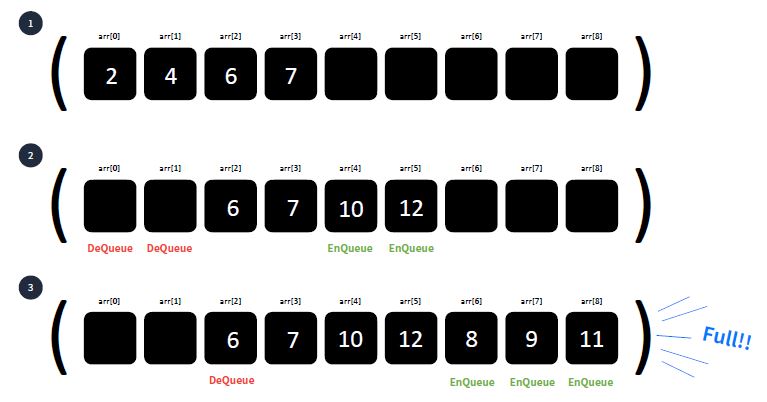 1
arr[0] arr[1] arr[2] arr[3] arr[4] arr[5] arr[6] arr[7] arr[8]
( 2 4 6 7 )
2
arr[0] arr[1] arr[2] arr[3] arr[4] arr[5] arr[6] arr[7] arr[8]
( 6 7 10 12 )
DeQueue DeQueue EnQueue EnQueue
3
arr[0] arr[1] arr[2] arr[3] arr[4] arr[5] arr[6] arr[7] arr[8]
( 6 7 10 12 8 9 11 ) Full!!
DeQueue EnQueue EnQueue EnQueue